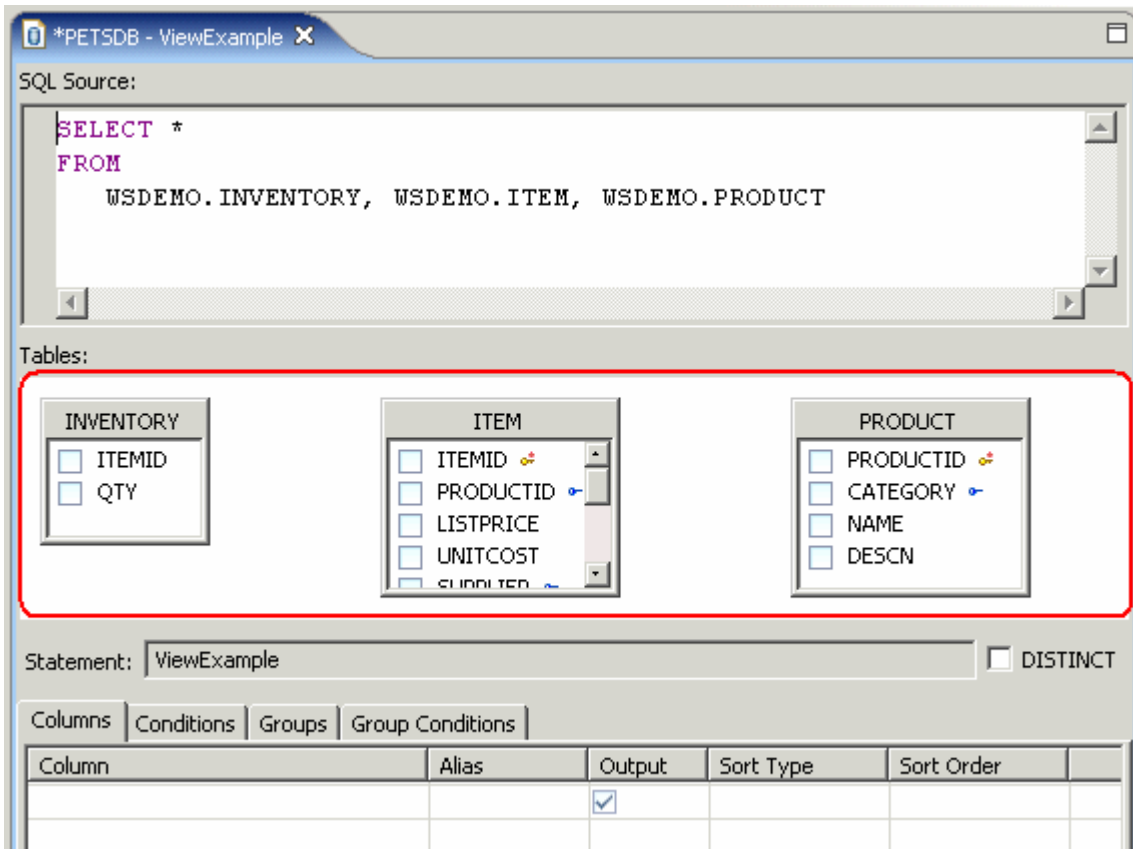 *PETSDB - ViewExample
SQL Source:
SELECT *
FROM
WSDEMO.INVENTORY, WSDEMO.ITEM, WSDEMO.PRODUCT
Tables:
INVENTORY
ITEMID
QTY
ITEM
ITEMID
PRODUCTID
LISTPRICE
UNITCOST
SUPPLIER
PRODUCT
PRODUCTID
CATEGORY
NAME
DESCN
Statement: ViewExample DISTINCT
Columns Conditions Groups Group Conditions
Column Alias Output Sort Type Sort Order